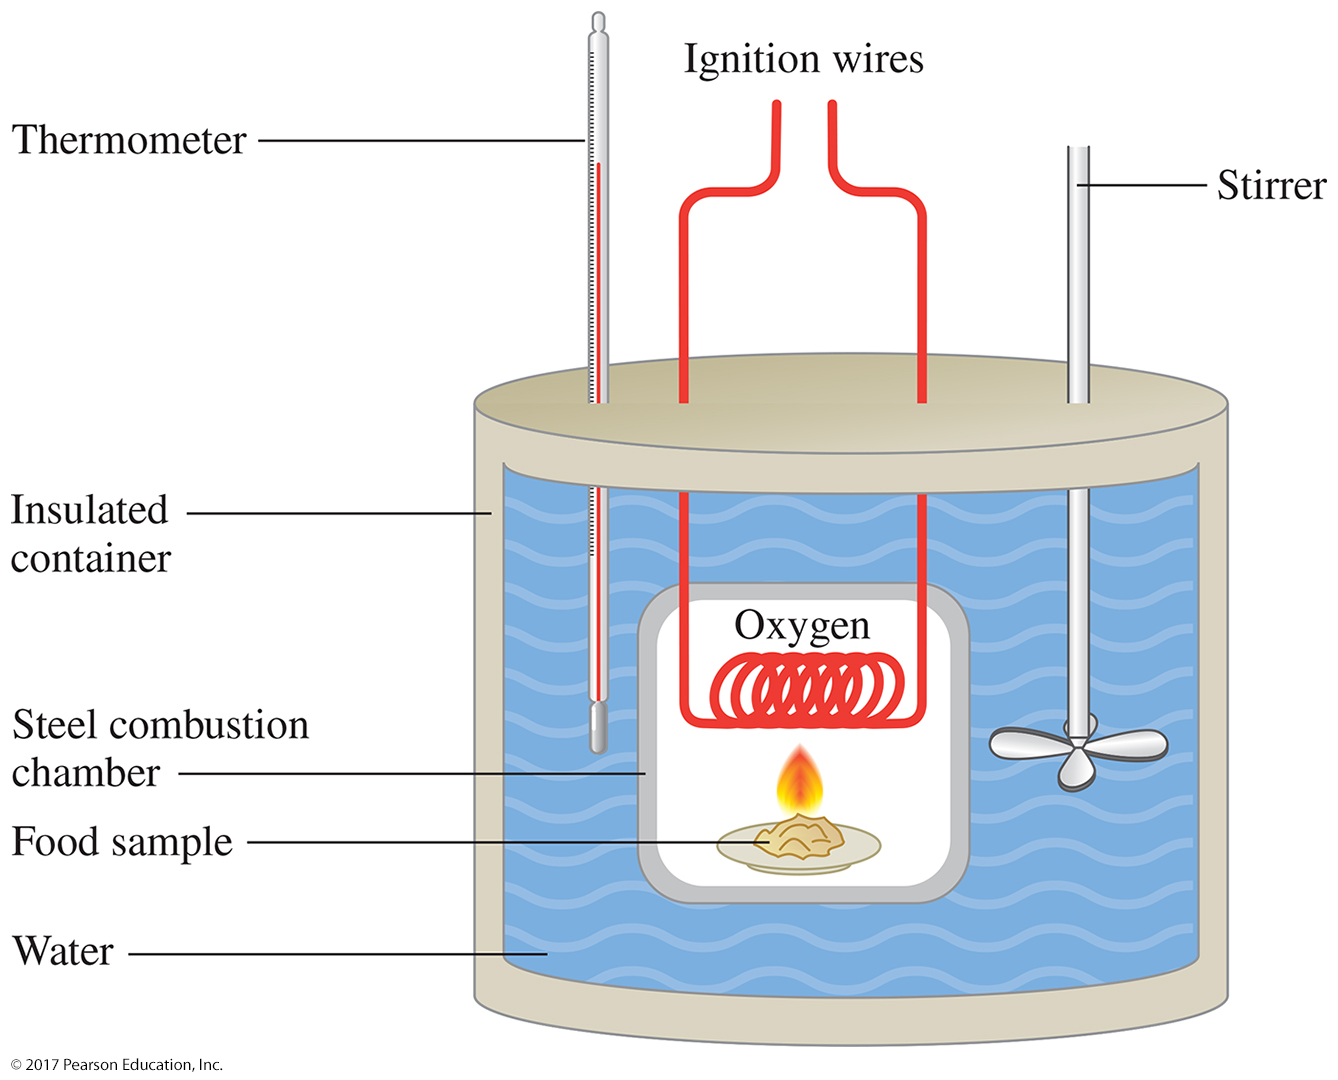 Ignition wires
Thermometer
Stirrer
Insulated
container
Oxygen
Steel combustion
chamber
Food sample
Water
© 2017 Pearson Education, Inc.